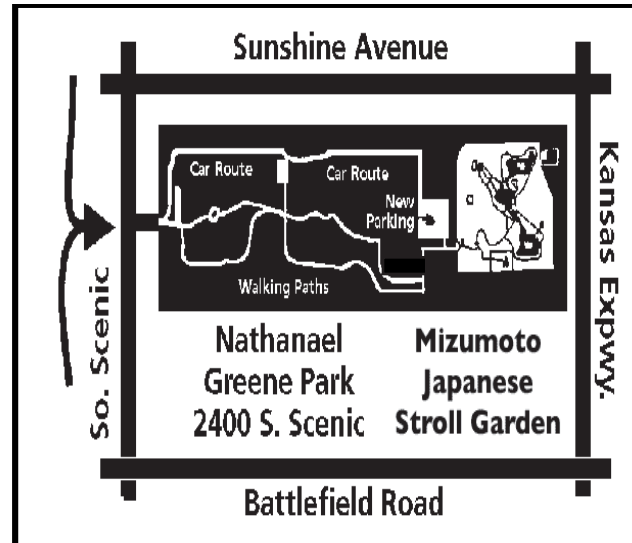 Sunshine Avenue
Car Route
Car Route
New
Parking
Walking Paths
So. Scenic
Kansas Expwy.
Nathanael
Greene Park
2400 S. Scenic
Mizumoto
Japanese
Stroll Garden
Battlefield Road